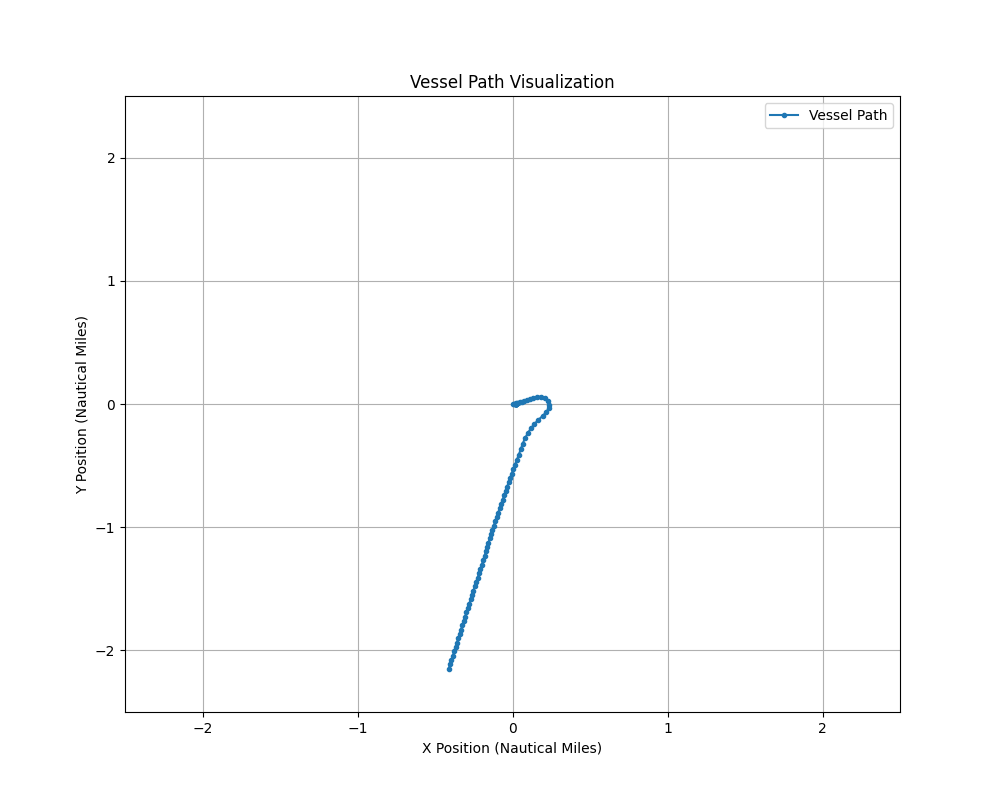 Vessel Path Visualization
Vessel Path
2
1
0
−1
−2
Y Position (Nautical Miles)
−2 −1 0 1 2
X Position (Nautical Miles)